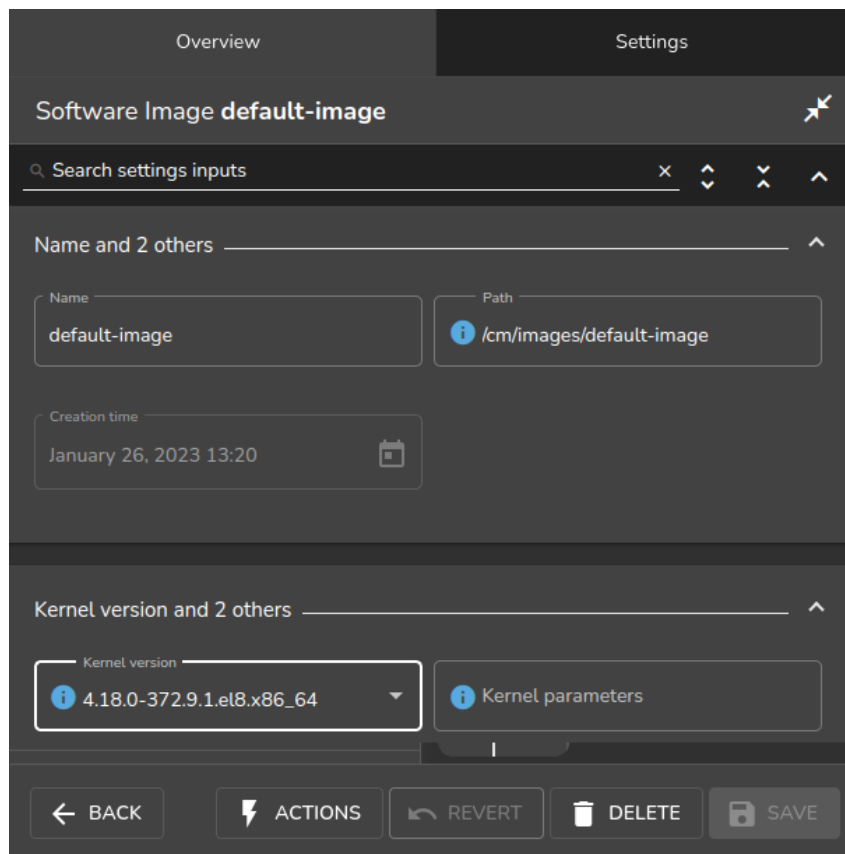 Overview Settings
Software Image default-image
Search settings inputs
Name and 2 others
Name
default-image
Path
/cm/images/default-image
Creation time
January 26, 2023 13:20
Kernel version and 2 others
Kernel version
4.18.0-372.9.1.el8.x86_64
Kernel parameters
BACK ACTIONS REVERT DELETE SAVE